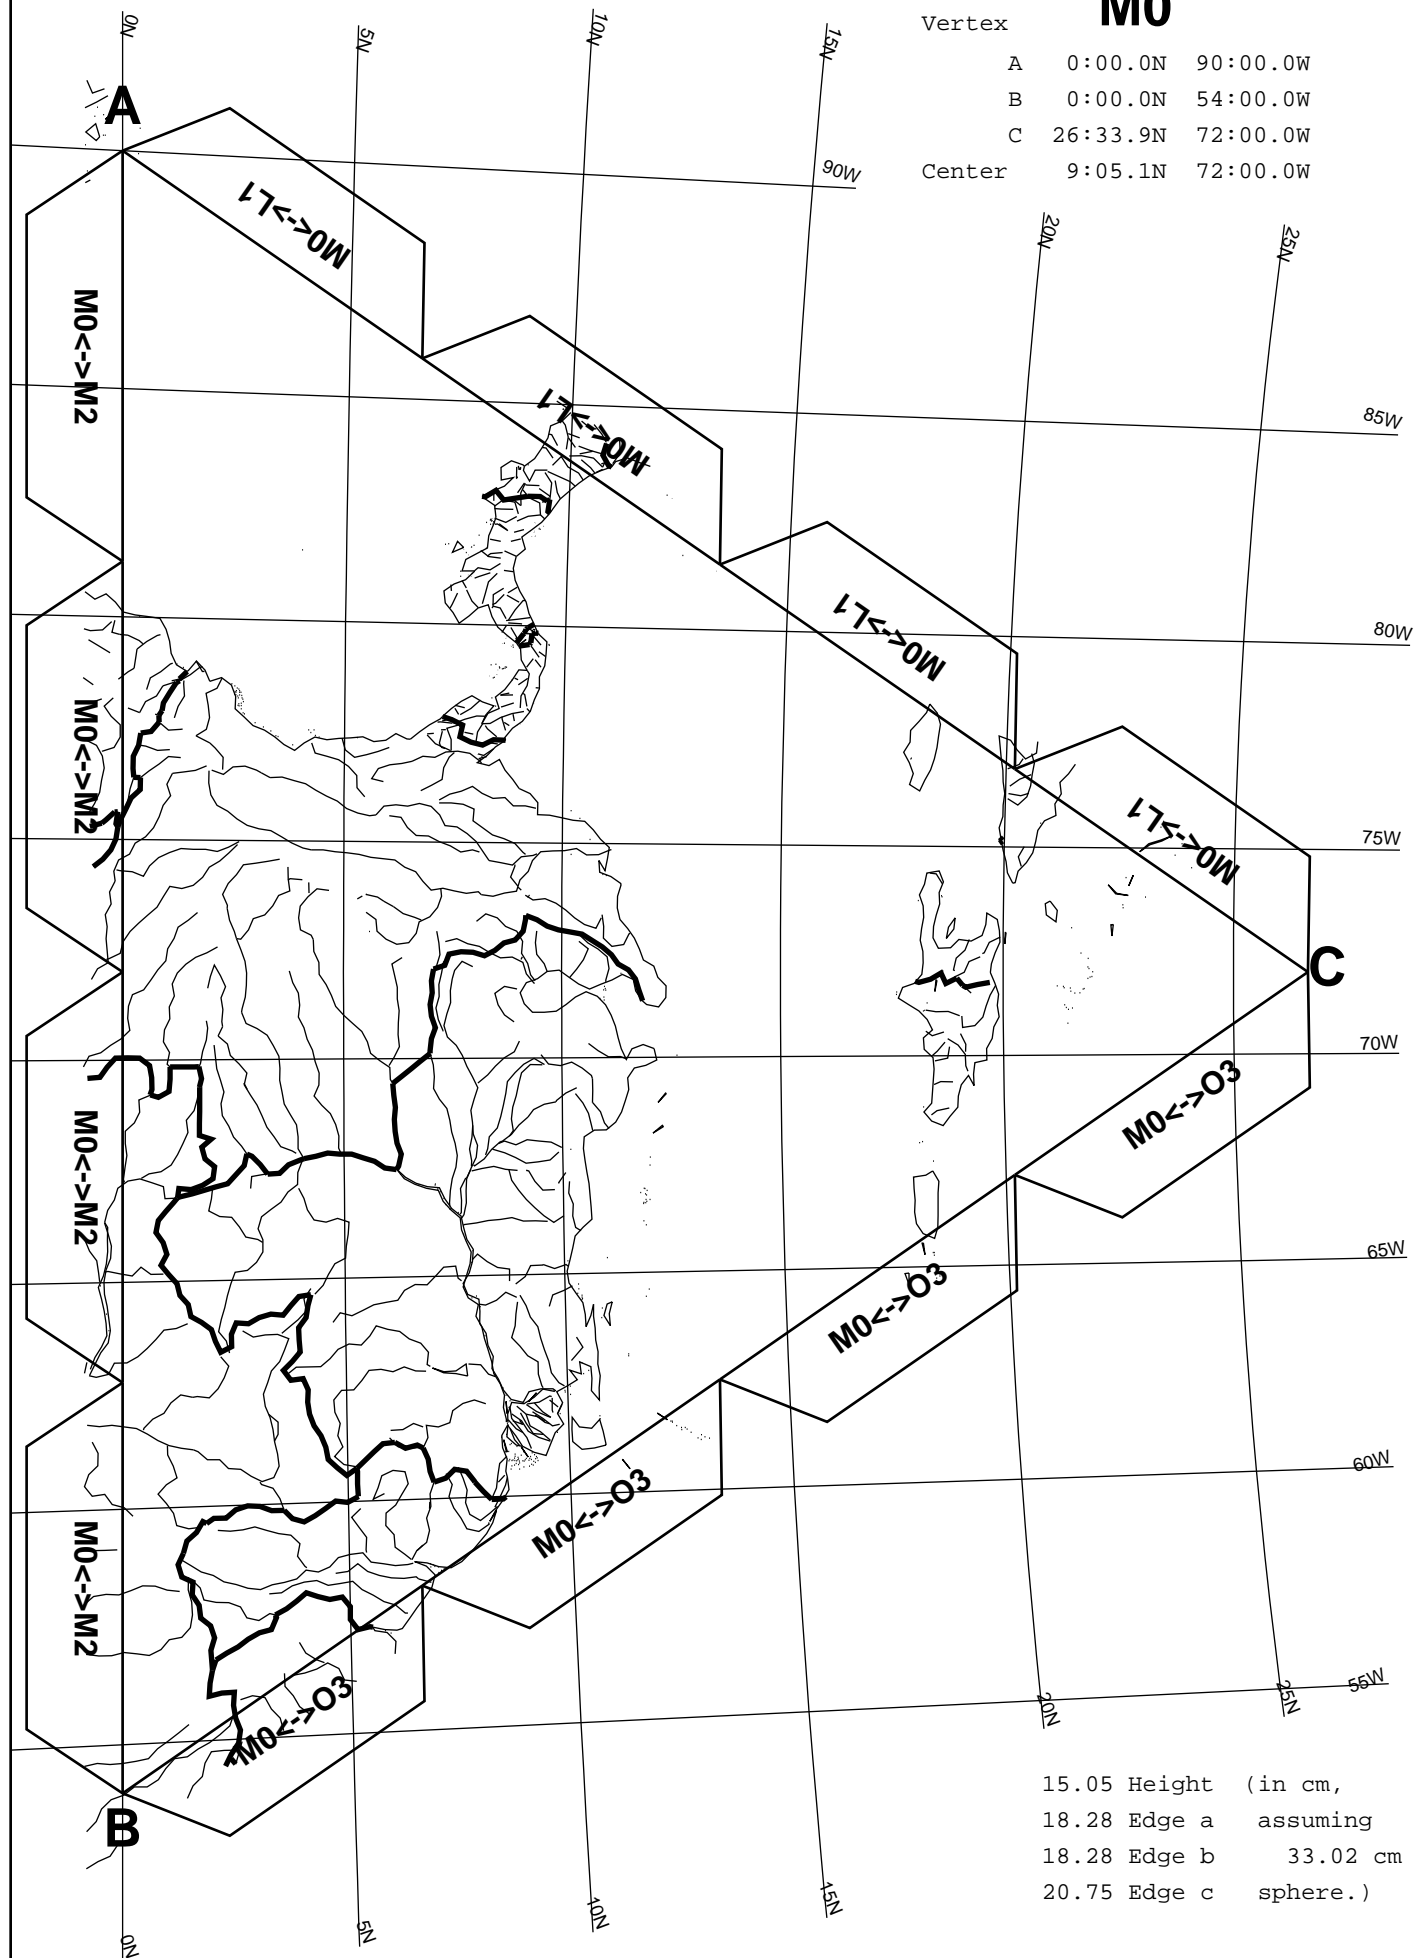 M0
Vertex
A 0:00.0N 90:00.0W
B 0:00.0N 54:00.0W
C 26:33.9N 72:00.0W
Center 9:05.1N 72:00.0W
0N
5N
10N
15N
A
90W
20N
25N
M0<->L1
M0<->M2
85W
M0<->L1
M0<->L1
80W
M0<->M2
M0<->L1
75W
C
70W
M0<->O3
M0<->M2
65W
M0<->O3
60W
M0<->O3
M0<->M2
55W
M0<->O3
20N
25N
B
15N
10N
5N
0N
15.05 Height (in cm,
18.28 Edge a assuming
18.28 Edge b 33.02 cm
20.75 Edge c sphere.)